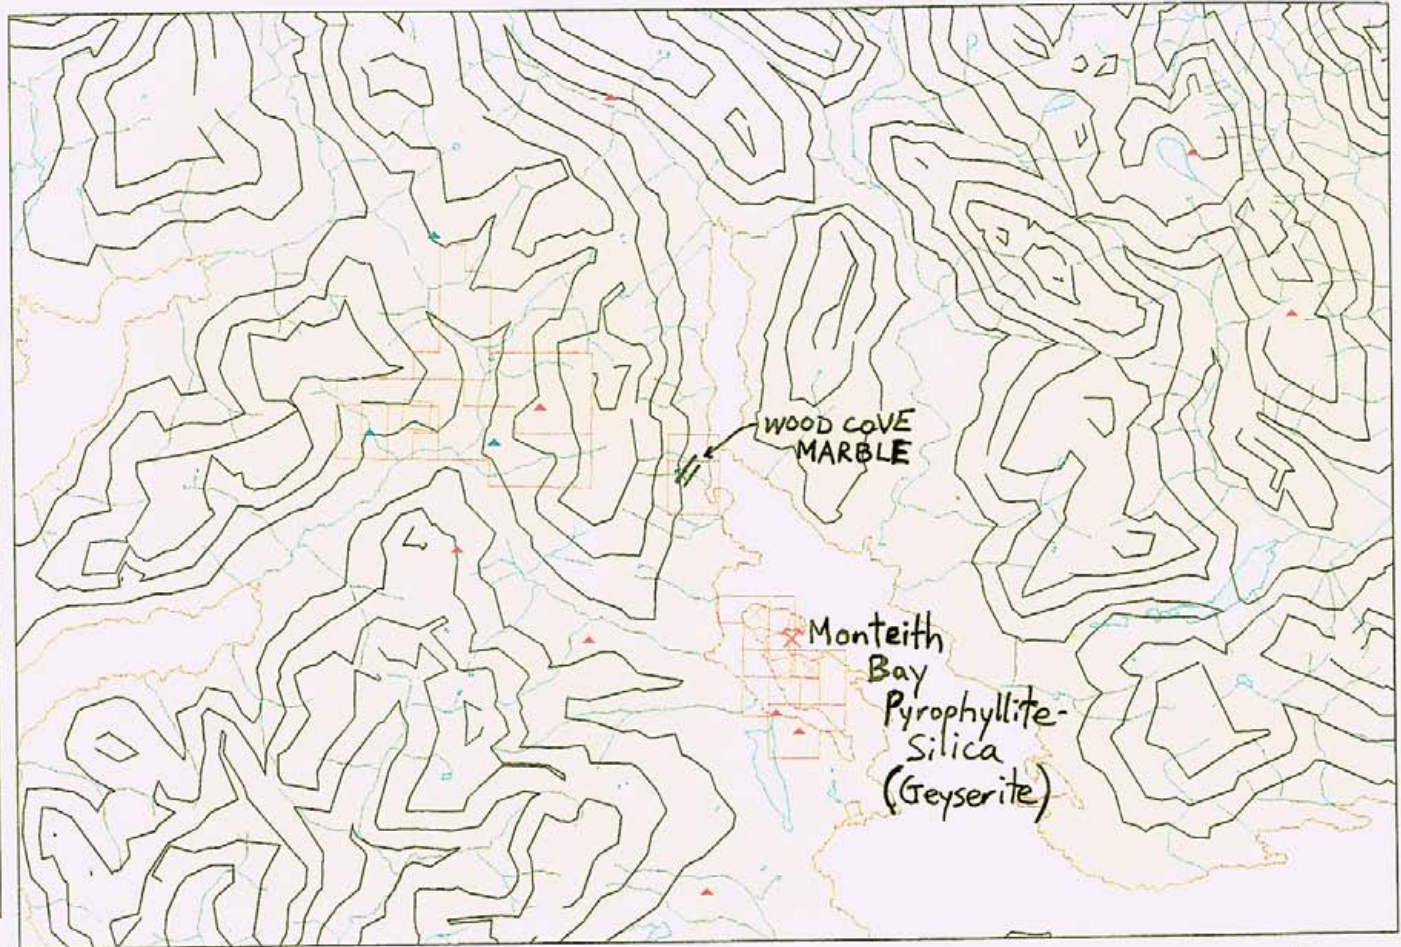 WOOD COVE
MARBLE
Monteith
Bay
Pyrophyllite-
Silica
(Geyserite)